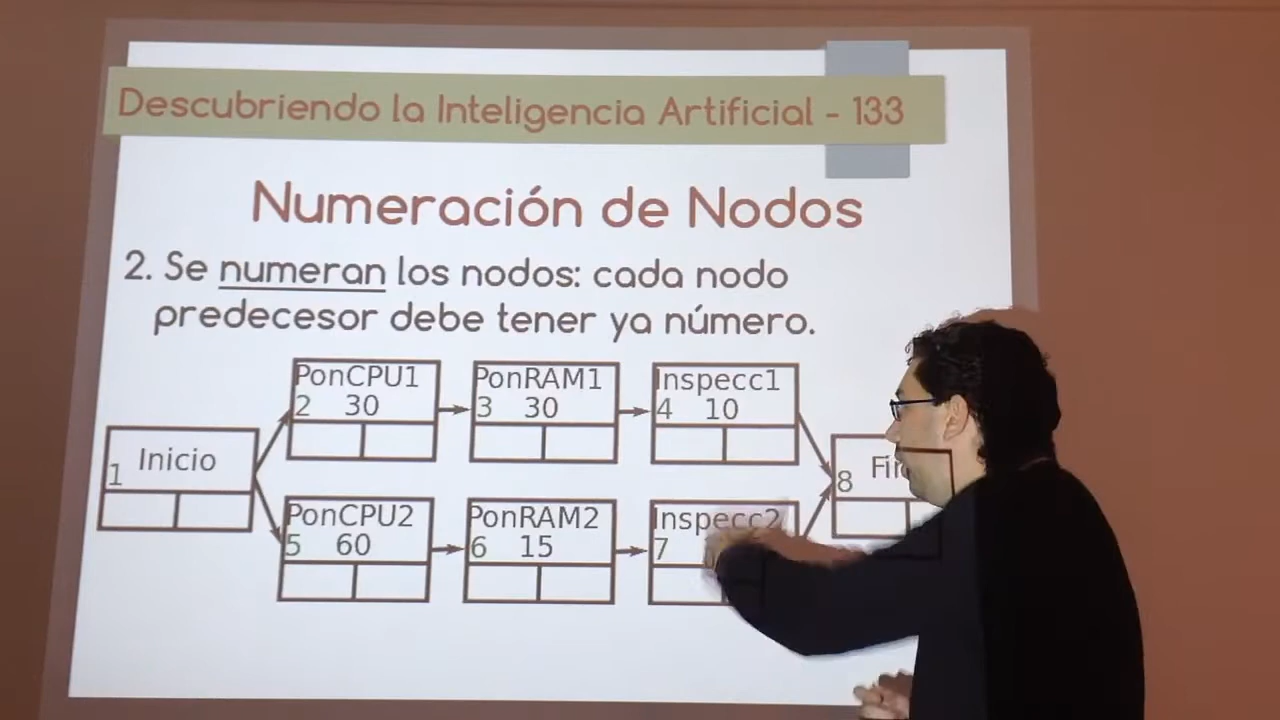 Descubriendo la Inteligencia Artificial - 133
Numeración de Nodos
2. Se numeran los nodos: cada nodo
predecesor debe tener ya número.
PonCPU1
2 30
PonRAM1
3 30
Inspecc1
4 10
Inicio
1
8
PonCPU2
5 60
PonRAM2
6 15
Inspecc2
7